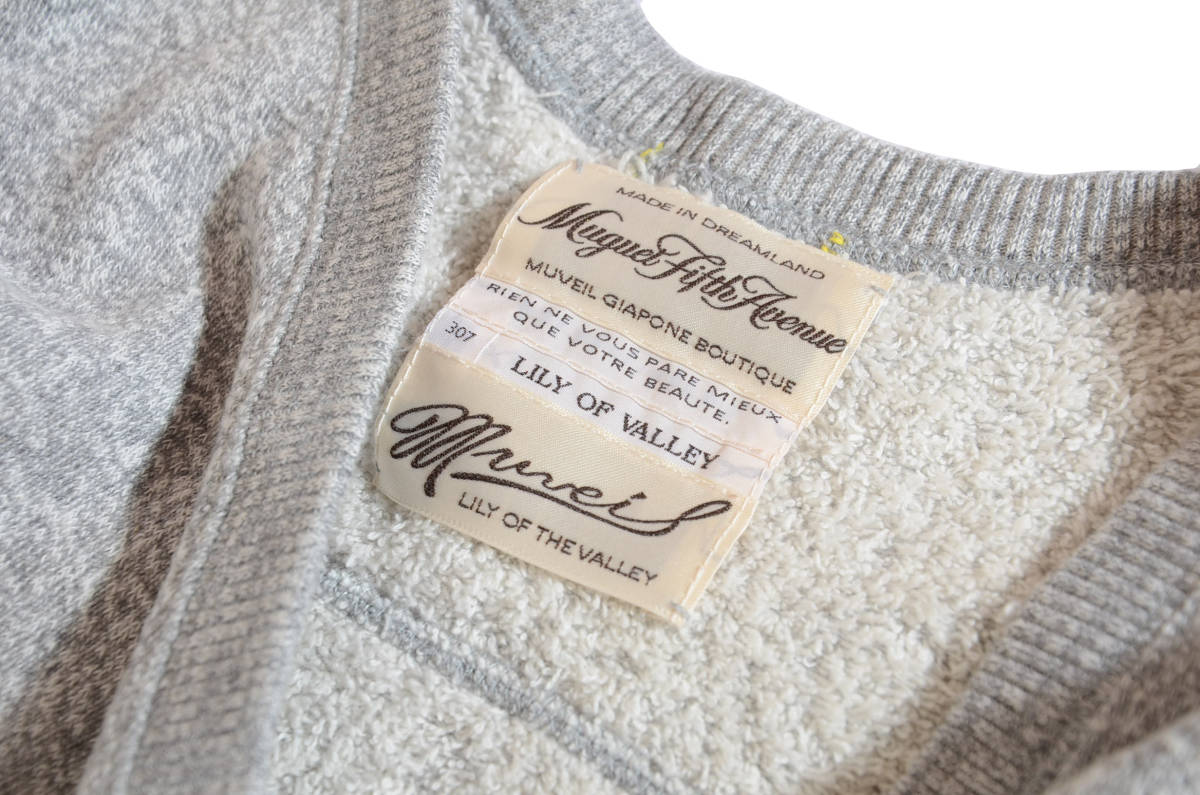 MADE IN DREAMLAND
Muguet Fifth Avenue
MUVEIL GIAPONE BOUTIQUE
RIEN NE VOUS PARE MIEUX
QUE VOTRE BEAUTE.
307
LILY OF VALLEY
Muveil
LILY OF THE VALLEY